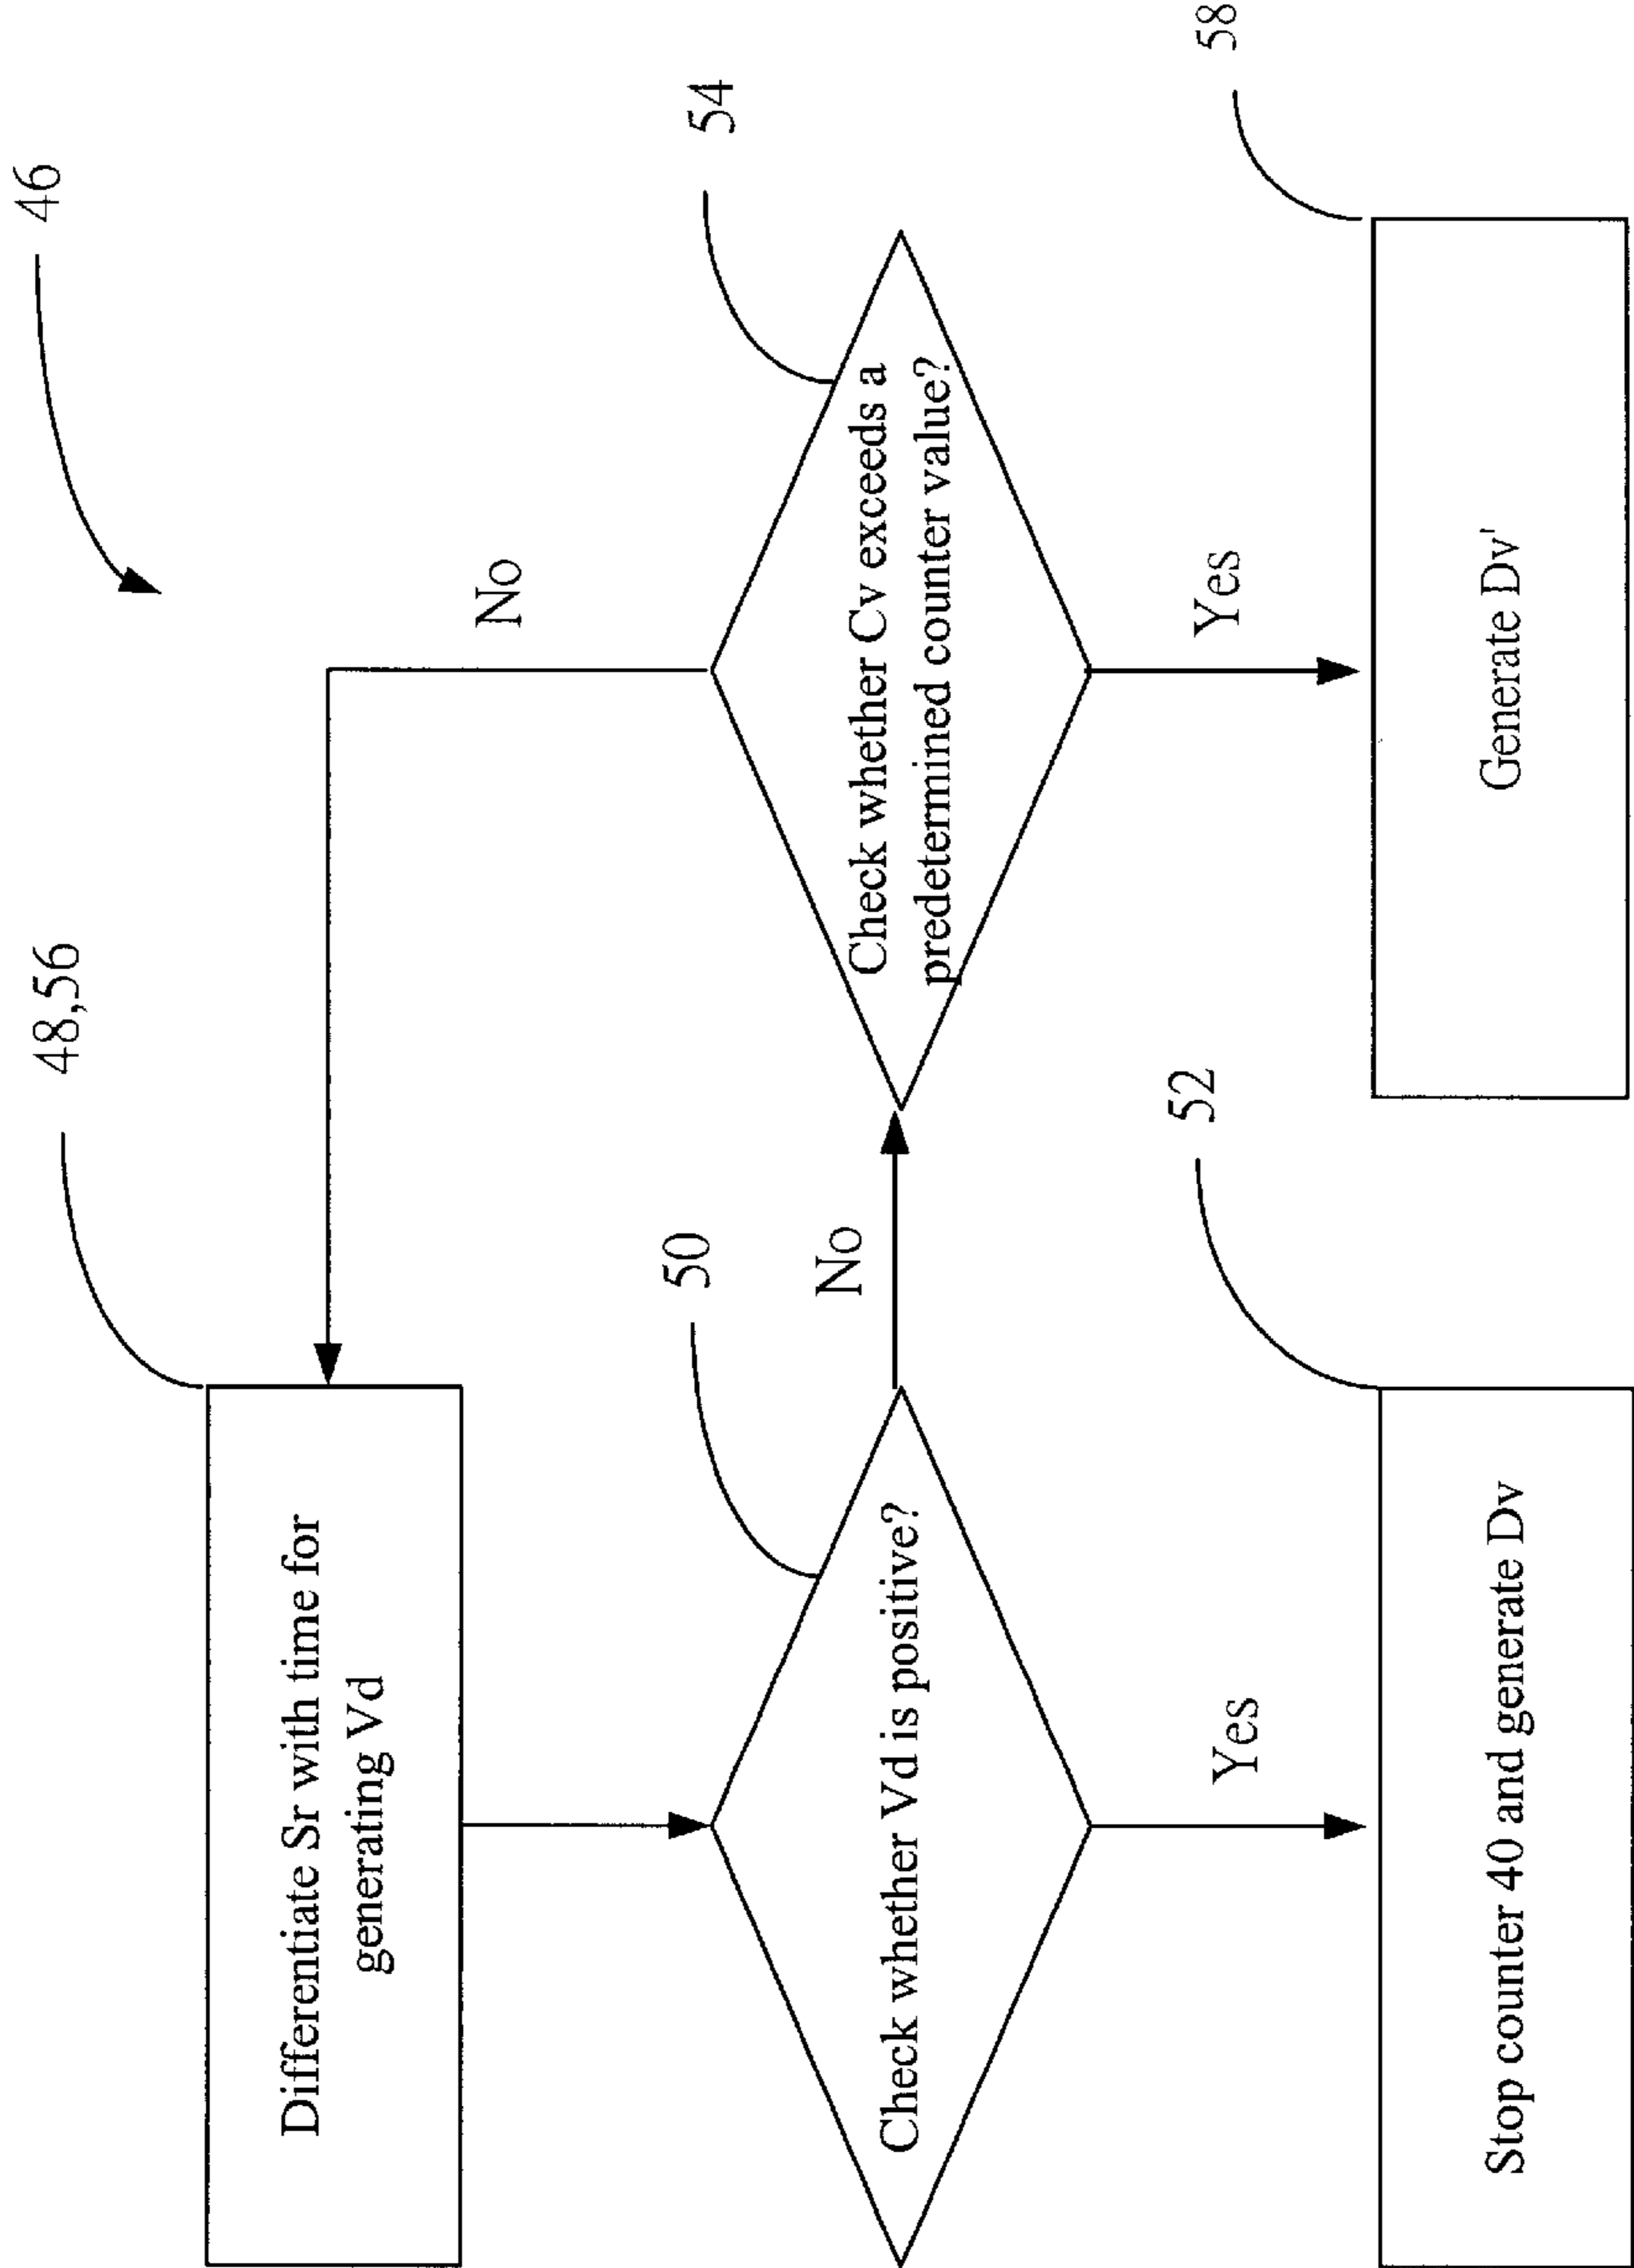 46
48,56
Differentiate Sr with time for
generating Vd
No
50
Check whether Vd is positive?
No
54
Check whether Cv exceeds a
predetermined counter value?
Yes
Yes
52
Stop counter 40 and generate Dv
58
Generate Dv'